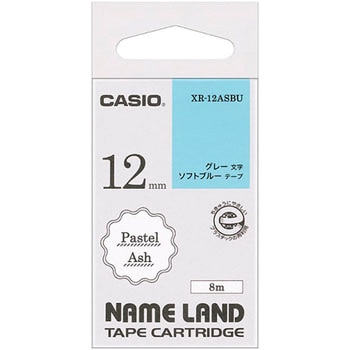 XR-12ASBU
CASIO
12mm
グレー 文字
ソフトブルー テープ
Pastel
Ash
8m
NAME LAND
TAPE CARTRIDGE